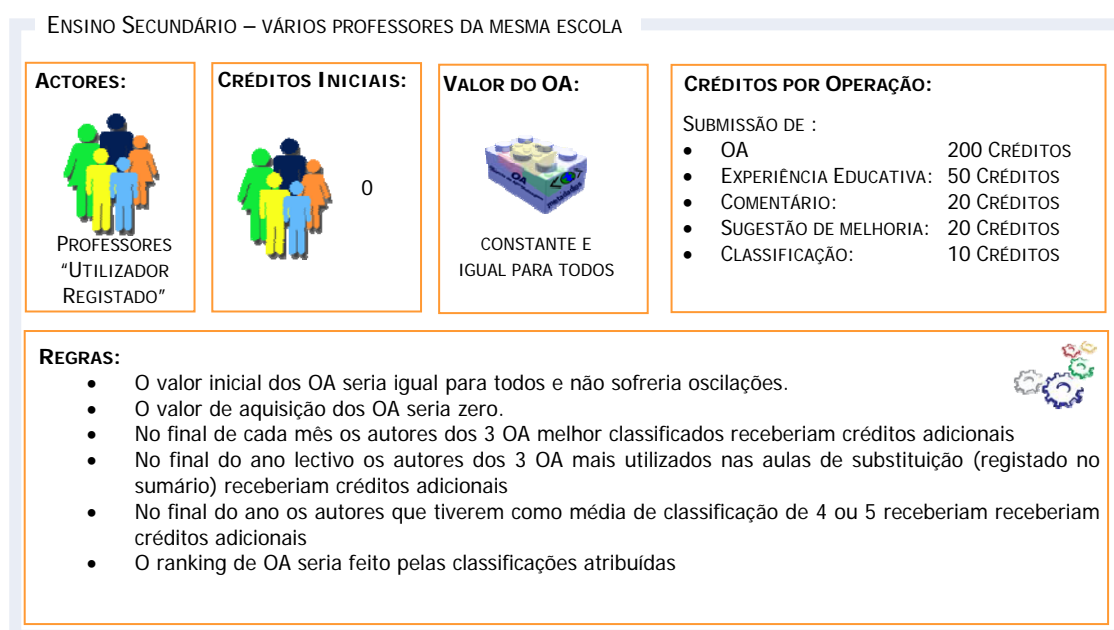 ENSINO SECUNDÁRIO – VÁRIOS PROFESSORES DA MESMA ESCOLA
ACTORES:
PROFESSORES
"UTILIZADOR
REGISTADO"
CRÉDITOS INICIAIS:
0
VALOR DO OA:
OA
CONSTANTE E
IGUAL PARA TODOS
CRÉDITOS POR OPERAÇÃO:
SUBMISSÃO DE :
• OA 200 CRÉDITOS
• EXPERIÊNCIA EDUCATIVA: 50 CRÉDITOS
• COMENTÁRIO: 20 CRÉDITOS
• SUGESTÃO DE MELHORIA: 20 CRÉDITOS
• CLASSIFICAÇÃO: 10 CRÉDITOS
REGRAS:
• O valor inicial dos OA seria igual para todos e não sofreria oscilações.
• O valor de aquisição dos OA seria zero.
• No final de cada mês os autores dos 3 OA melhor classificados receberiam créditos adicionais
• No final do ano lectivo os autores dos 3 OA mais utilizados nas aulas de substituição (registado no
sumário) receberiam créditos adicionais
• No final do ano os autores que tiverem como média de classificação de 4 ou 5 receberiam receberiam
créditos adicionais
• O ranking de OA seria feito pelas classificações atribuídas